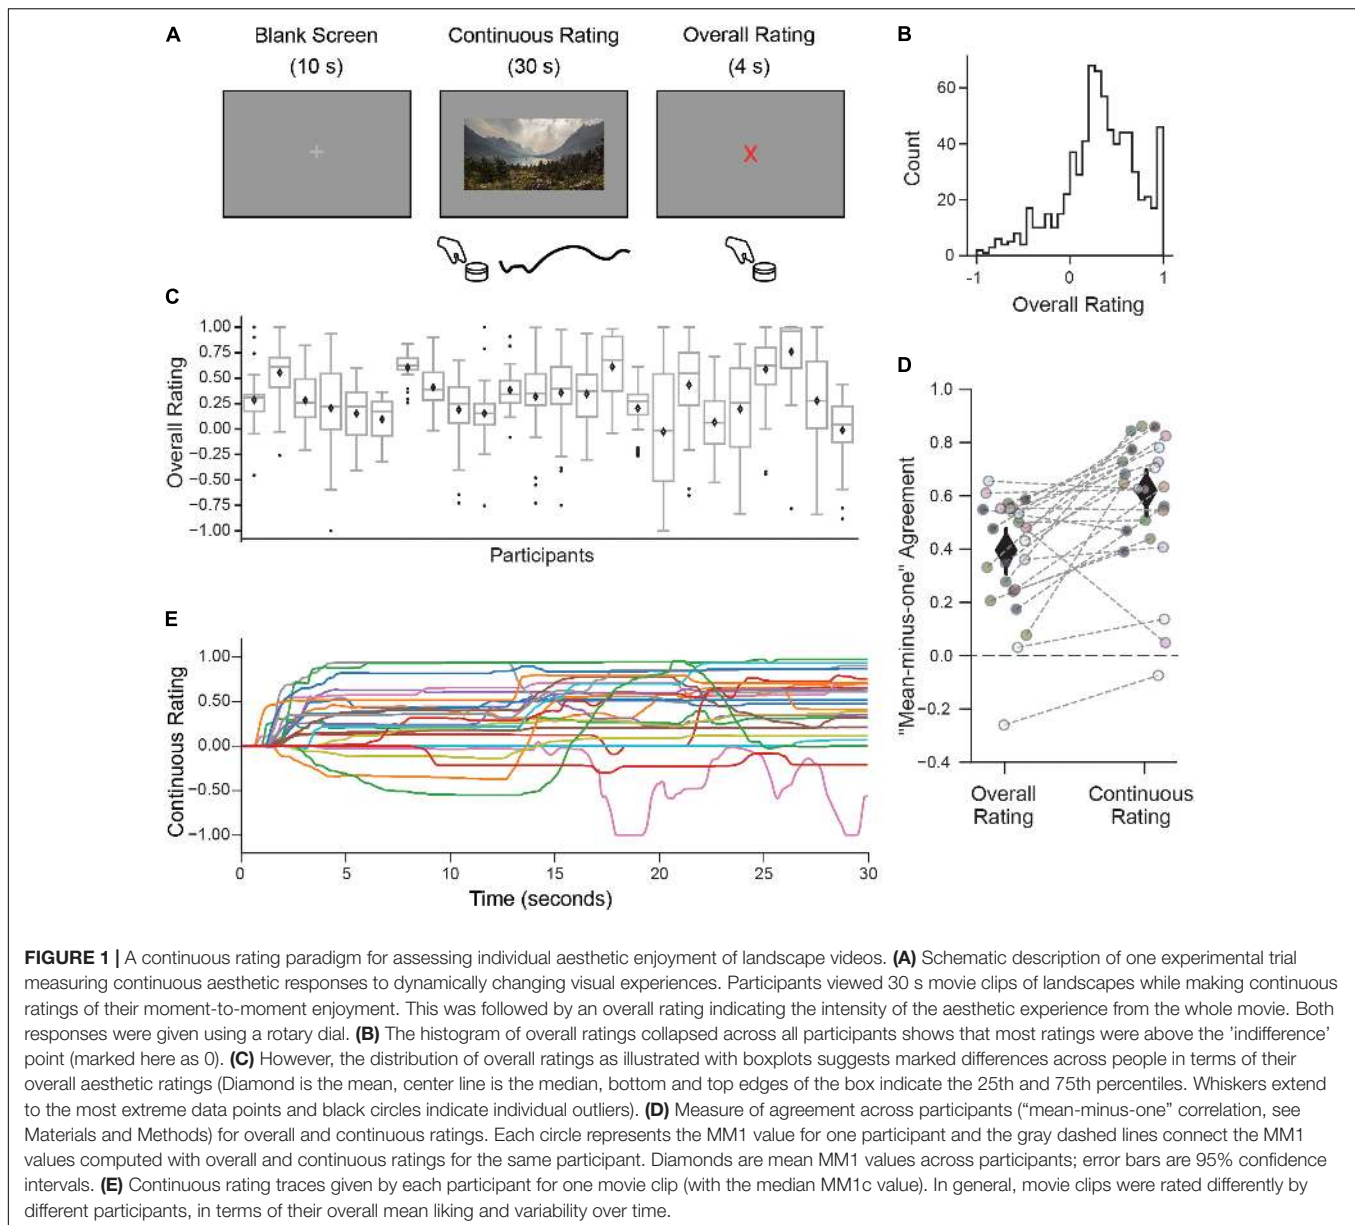 A
Blank Screen
(10 s)
Continuous Rating
(30 s)
Overall Rating
(4 s)
X
B
Count
60
40
20
0
-1
0
1
Overall Rating
C
Overall Rating
1.00
0.75
0.50
0.25
0.00
−0.25
−0.50
−0.75
−1.00
Participants
D
"Mean-minus-one" Agreement
1.0
0.8
0.6
0.4
0.2
0.0
−0.2
−0.4
Overall
Rating
Continuous
Rating
E
Continuous Rating
1.00
0.50
0.00
−0.50
−1.00
0
5
10
15
20
25
30
Time (seconds)
FIGURE 1 | A continuous rating paradigm for assessing individual aesthetic enjoyment of landscape videos. (A) Schematic description of one experimental trial
measuring continuous aesthetic responses to dynamically changing visual experiences. Participants viewed 30 s movie clips of landscapes while making continuous
ratings of their moment-to-moment enjoyment. This was followed by an overall rating indicating the intensity of the aesthetic experience from the whole movie. Both
responses were given using a rotary dial. (B) The histogram of overall ratings collapsed across all participants shows that most ratings were above the 'indifference'
point (marked here as 0). (C) However, the distribution of overall ratings as illustrated with boxplots suggests marked differences across people in terms of their
overall aesthetic ratings (Diamond is the mean, center line is the median, bottom and top edges of the box indicate the 25th and 75th percentiles. Whiskers extend
to the most extreme data points and black circles indicate individual outliers). (D) Measure of agreement across participants (“mean-minus-one” correlation, see
Materials and Methods) for overall and continuous ratings. Each circle represents the MM1 value for one participant and the gray dashed lines connect the MM1
values computed with overall and continuous ratings for the same participant. Diamonds are mean MM1 values across participants; error bars are 95% confidence
intervals. (E) Continuous rating traces given by each participant for one movie clip (with the median MM1c value). In general, movie clips were rated differently by
different participants, in terms of their overall mean liking and variability over time.